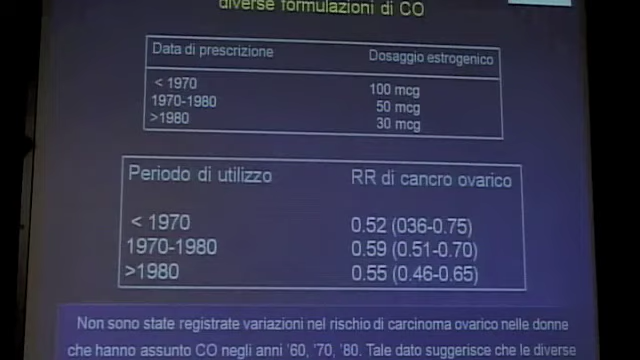 diverse formulazioni di CO
Data di prescrizione Dosaggio estrogenico
< 1970 100 mcg
1970-1980 50 mcg
>1980 30 mcg
Periodo di utilizzo RR di cancro ovarico
< 1970 0.52 (036-0.75)
1970-1980 0.59 (0.51-0.70)
>1980 0.55 (0.46-0.65)
Non sono state registrate variazioni nel rischio di carcinoma ovarico nelle donne
che hanno assunto CO negli anni '60, '70, '80. Tale dato suggerisce che le diverse